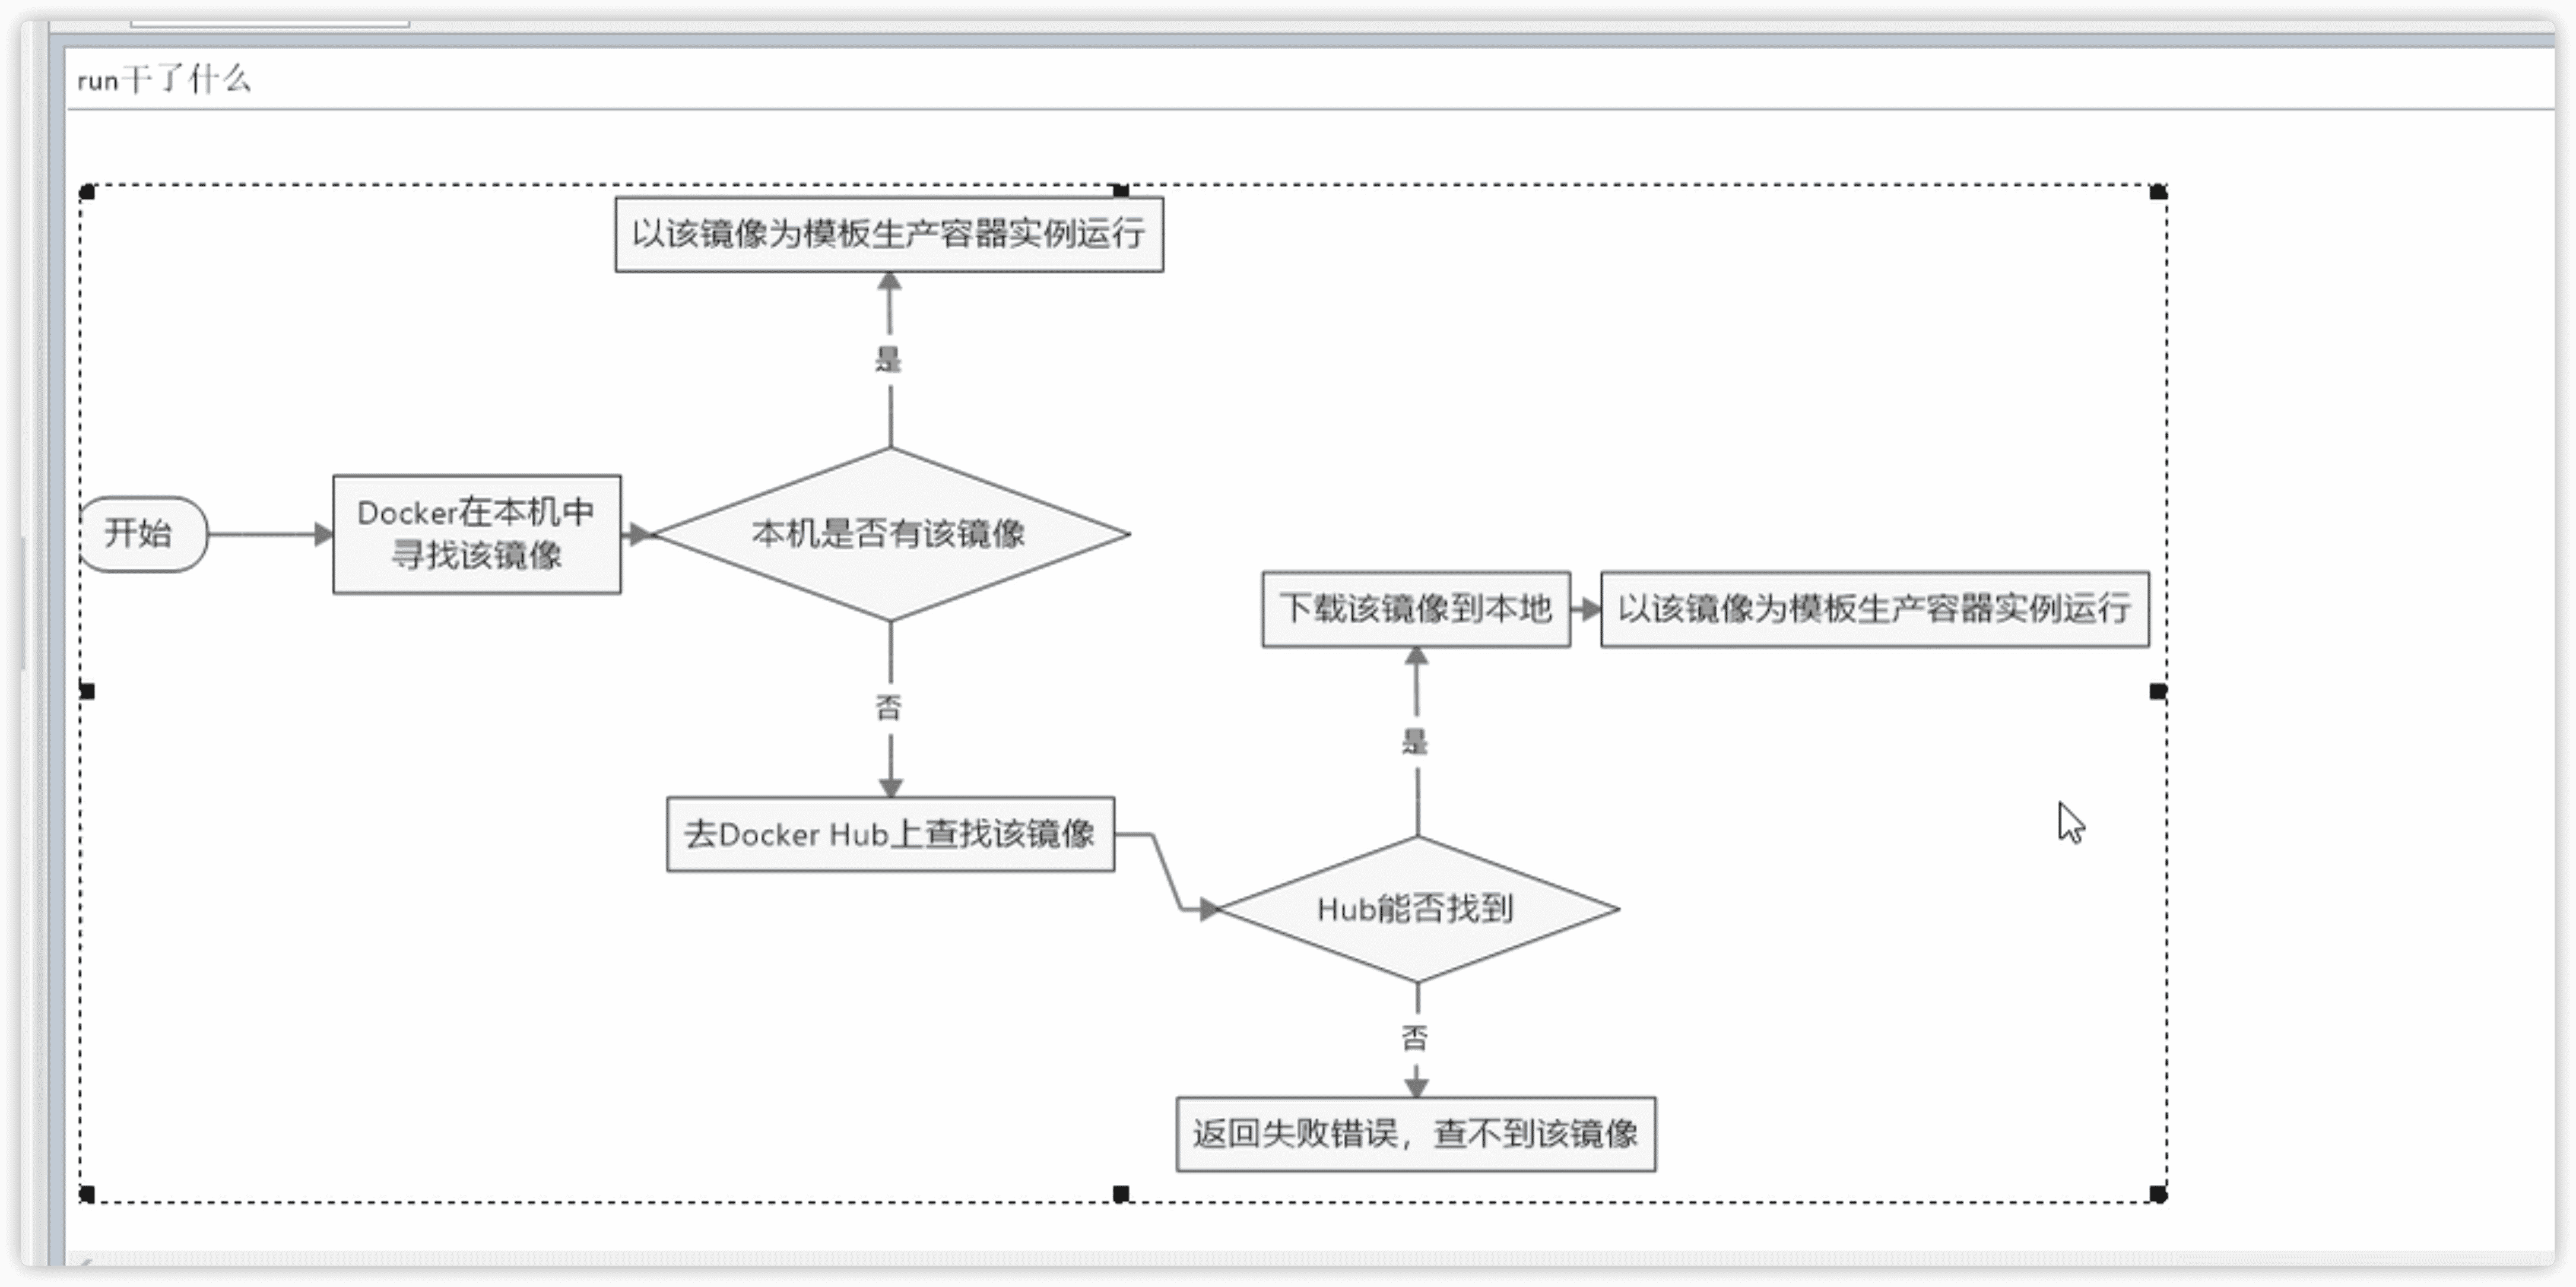 run干了什么
以该镜像为模板生产容器实例运行
是
开始
Docker在本机中
寻找该镜像
本机是否有该镜像
否
去Docker Hub上查找该镜像
下载该镜像到本地
以该镜像为模板生产容器实例运行
是
Hub能否找到
否
返回失败错误，查不到该镜像